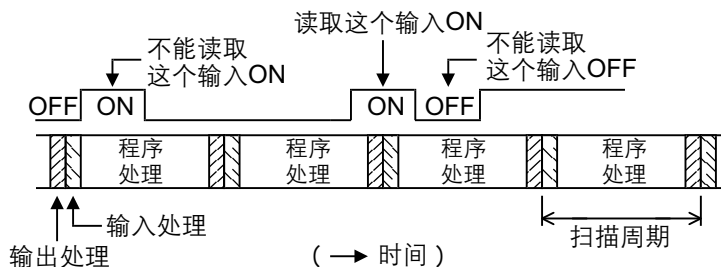 读取这个输入ON
不能读取
这个输入ON
不能读取
这个输入OFF
OFF
ON
ON
OFF
程序
处理
程序
处理
程序
处理
程序
处理
输入处理
输出处理
(→ 时间)
扫描周期